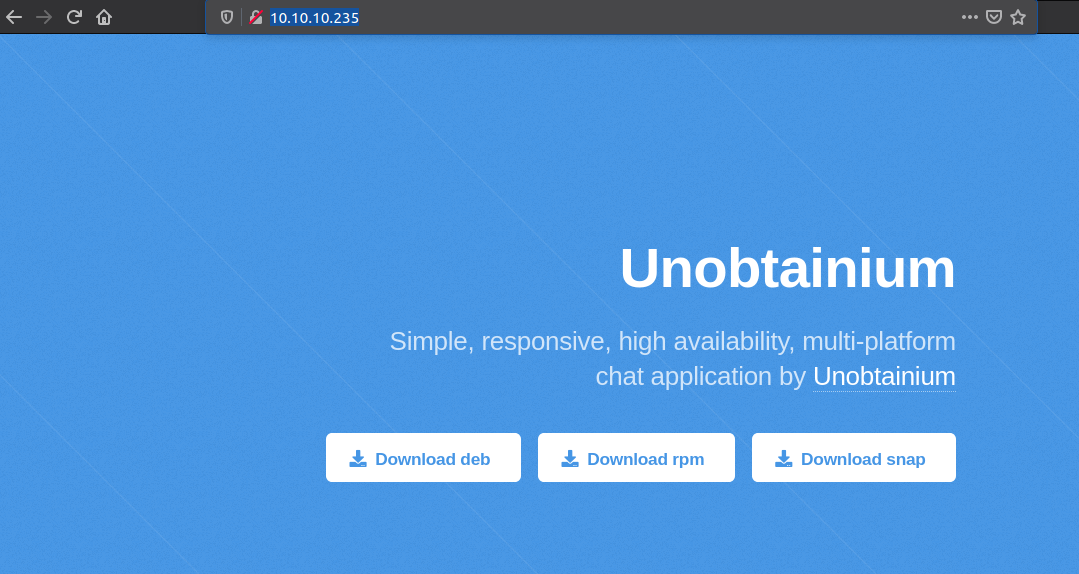 10.10.10.235
Unobtainium
Simple, responsive, high availability, multi-platform
chat application by Unobtainium
Download deb
Download rpm
Download snap